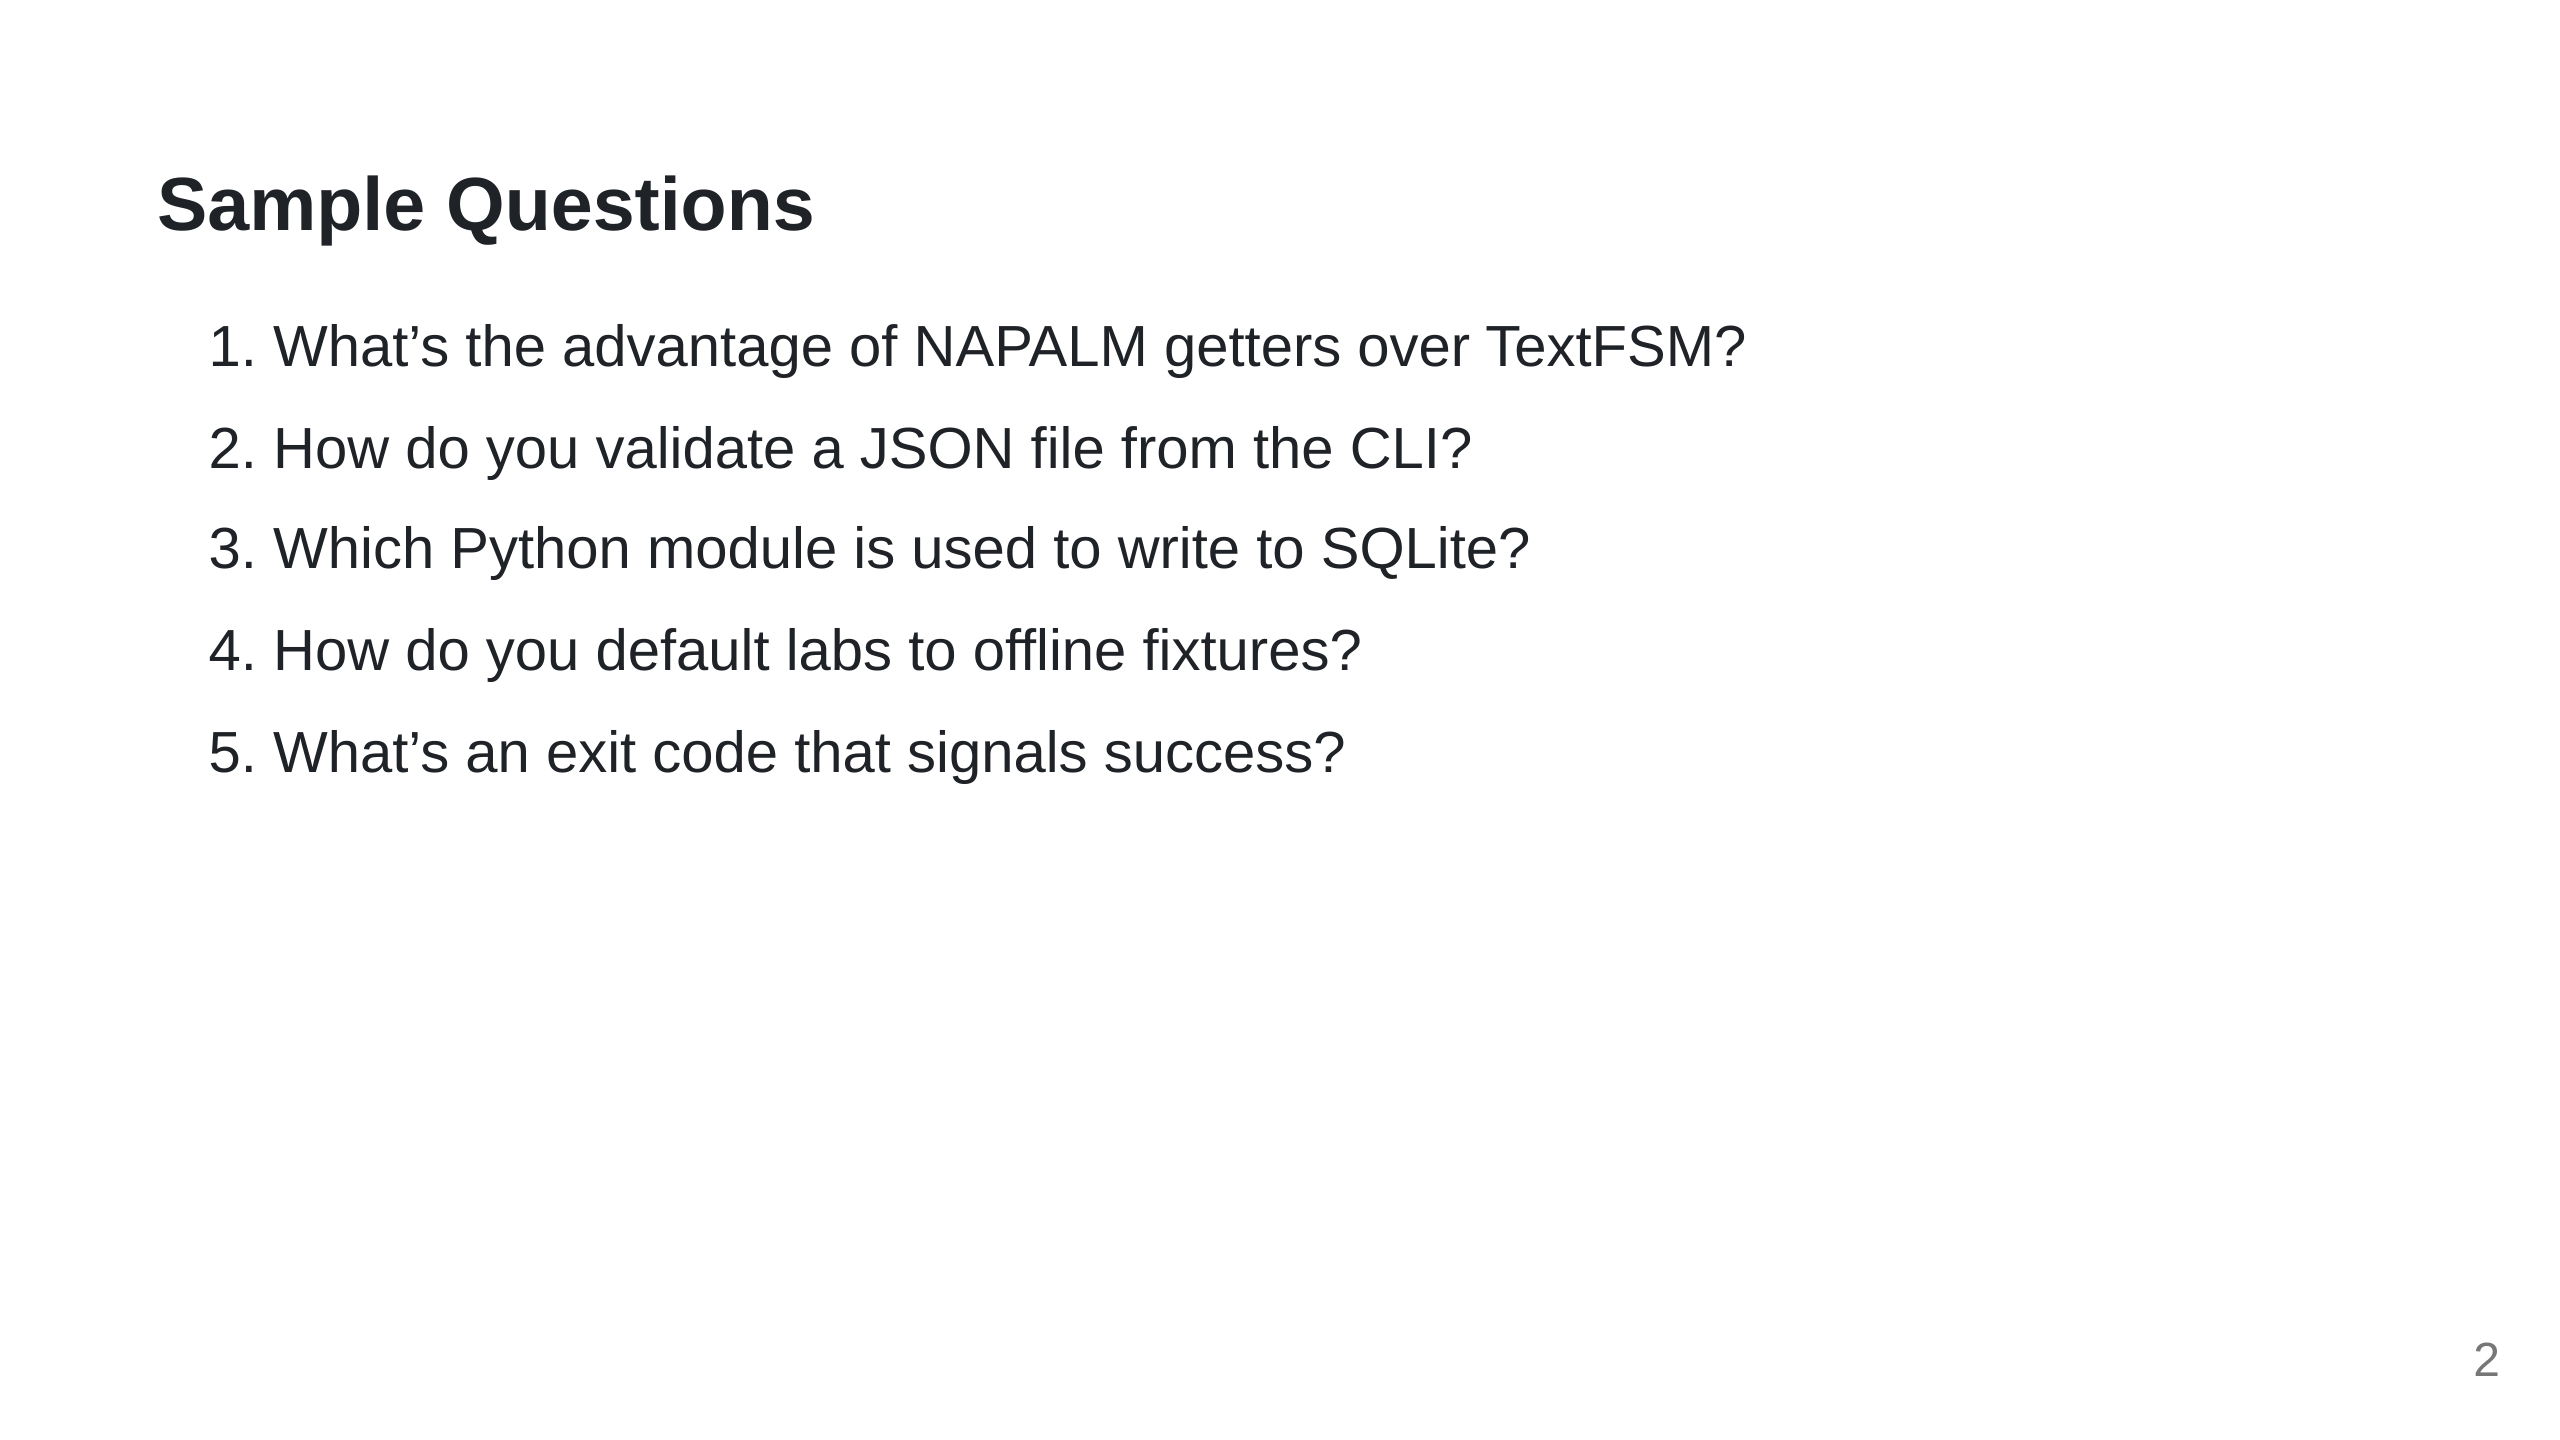 Sample Questions
1. What’s the advantage of NAPALM getters over TextFSM?
2. How do you validate a JSON file from the CLI?
3. Which Python module is used to write to SQLite?
4. How do you default labs to offline fixtures?
5. What’s an exit code that signals success?
2